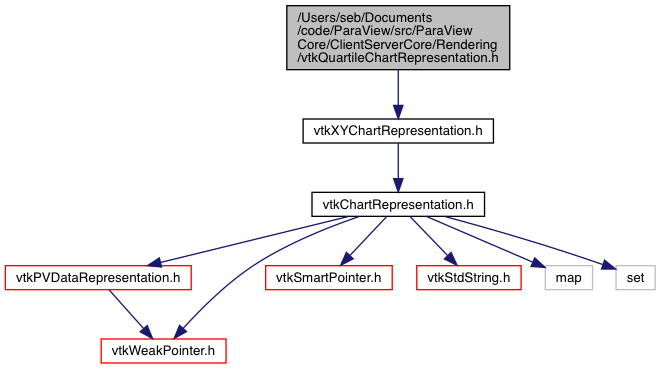 /Users/seb/Documents
/code/ParaView/src/ParaView
Core/ClientServerCore/Rendering
/vtkQuartileChartRepresentation.h
vtkXYChartRepresentation.h
vtkChartRepresentation.h
vtkPVDataRepresentation.h
vtkSmartPointer.h
vtkStdString.h
map
set
vtkWeakPointer.h